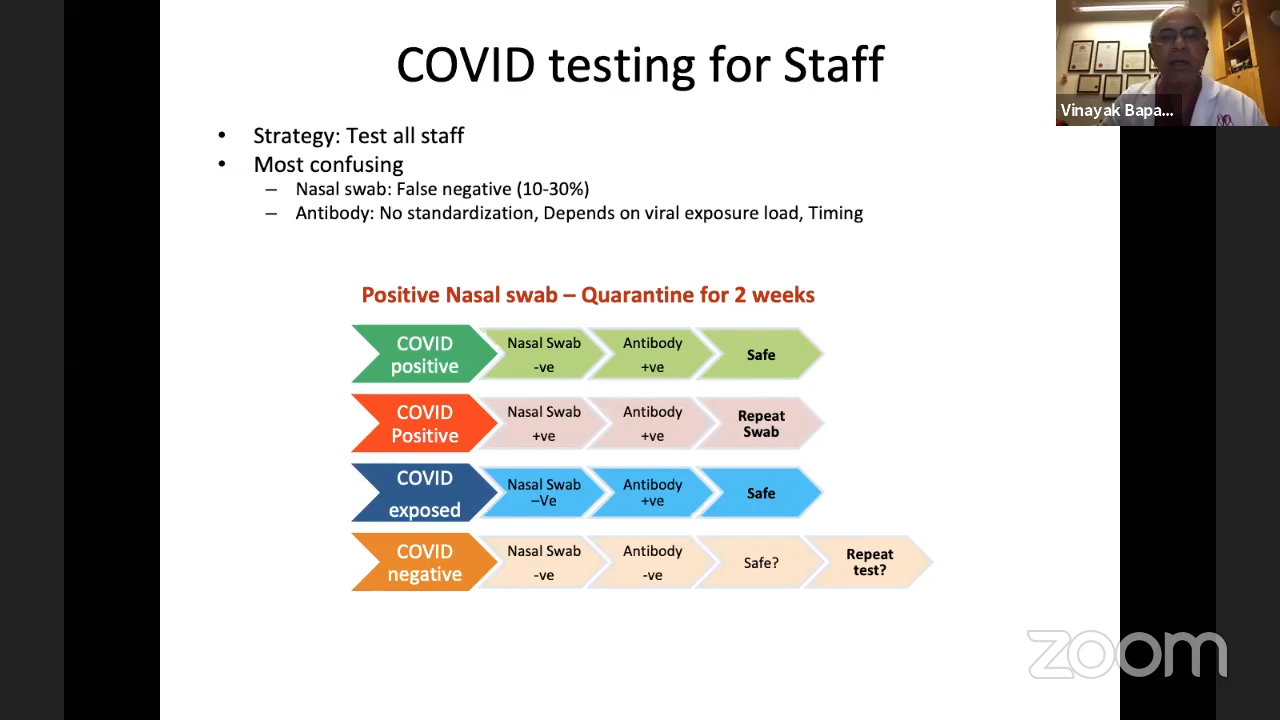 COVID testing for Staff
Vinayak Bapa...
• Strategy: Test all staff
• Most confusing
– Nasal swab: False negative (10-30%)
– Antibody: No standardization, Depends on viral exposure load, Timing
Positive Nasal swab – Quarantine for 2 weeks
COVID
positive
Nasal Swab
-ve
Antibody
+ve
Safe
COVID
Positive
Nasal Swab
+ve
Antibody
+ve
Repeat
Swab
COVID
exposed
Nasal Swab
–Ve
Antibody
+ve
Safe
COVID
negative
Nasal Swab
-ve
Antibody
-ve
Safe?
Repeat
test?
zoom